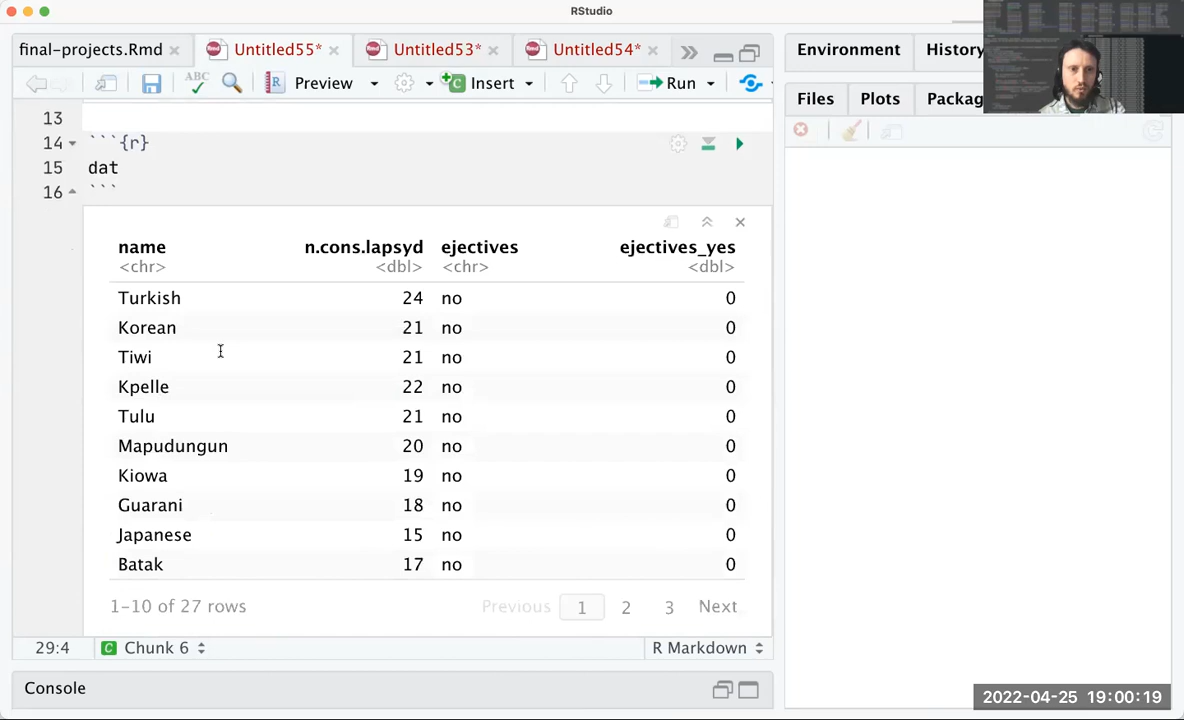 RStudio
final-projects.Rmd
Untitled55*
Untitled53*
Untitled54*
ABC
Preview
Insert
Run
Environment
History
Files
Plots
Packag
13
14 ```{r}
15 dat
16 ```
name n.cons.lapsyd ejectives ejectives_yes
<chr> <dbl> <chr> <dbl>
Turkish 24 no 0
Korean 21 no 0
Tiwi 21 no 0
Kpelle 22 no 0
Tulu 21 no 0
Mapudungun 20 no 0
Kiowa 19 no 0
Guarani 18 no 0
Japanese 15 no 0
Batak 17 no 0
1-10 of 27 rows Previous 1 2 3 Next
29:4 C Chunk 6 R Markdown
Console
2022-04-25 19:00:19